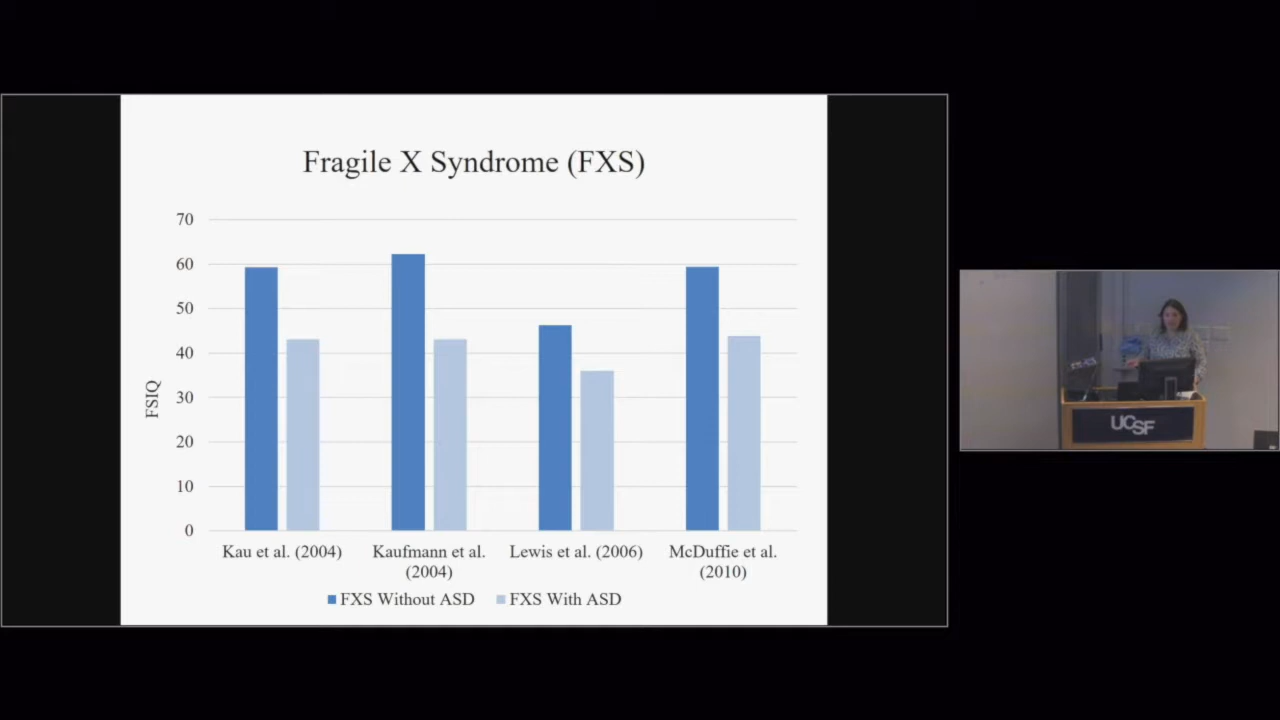 Fragile X Syndrome (FXS)
70
60
50
40
30
20
10
0
FSIQ
Kau et al. (2004)
Kaufmann et al.
(2004)
Lewis et al. (2006)
McDuffie et al.
(2010)
FXS Without ASD
FXS With ASD
UCSF